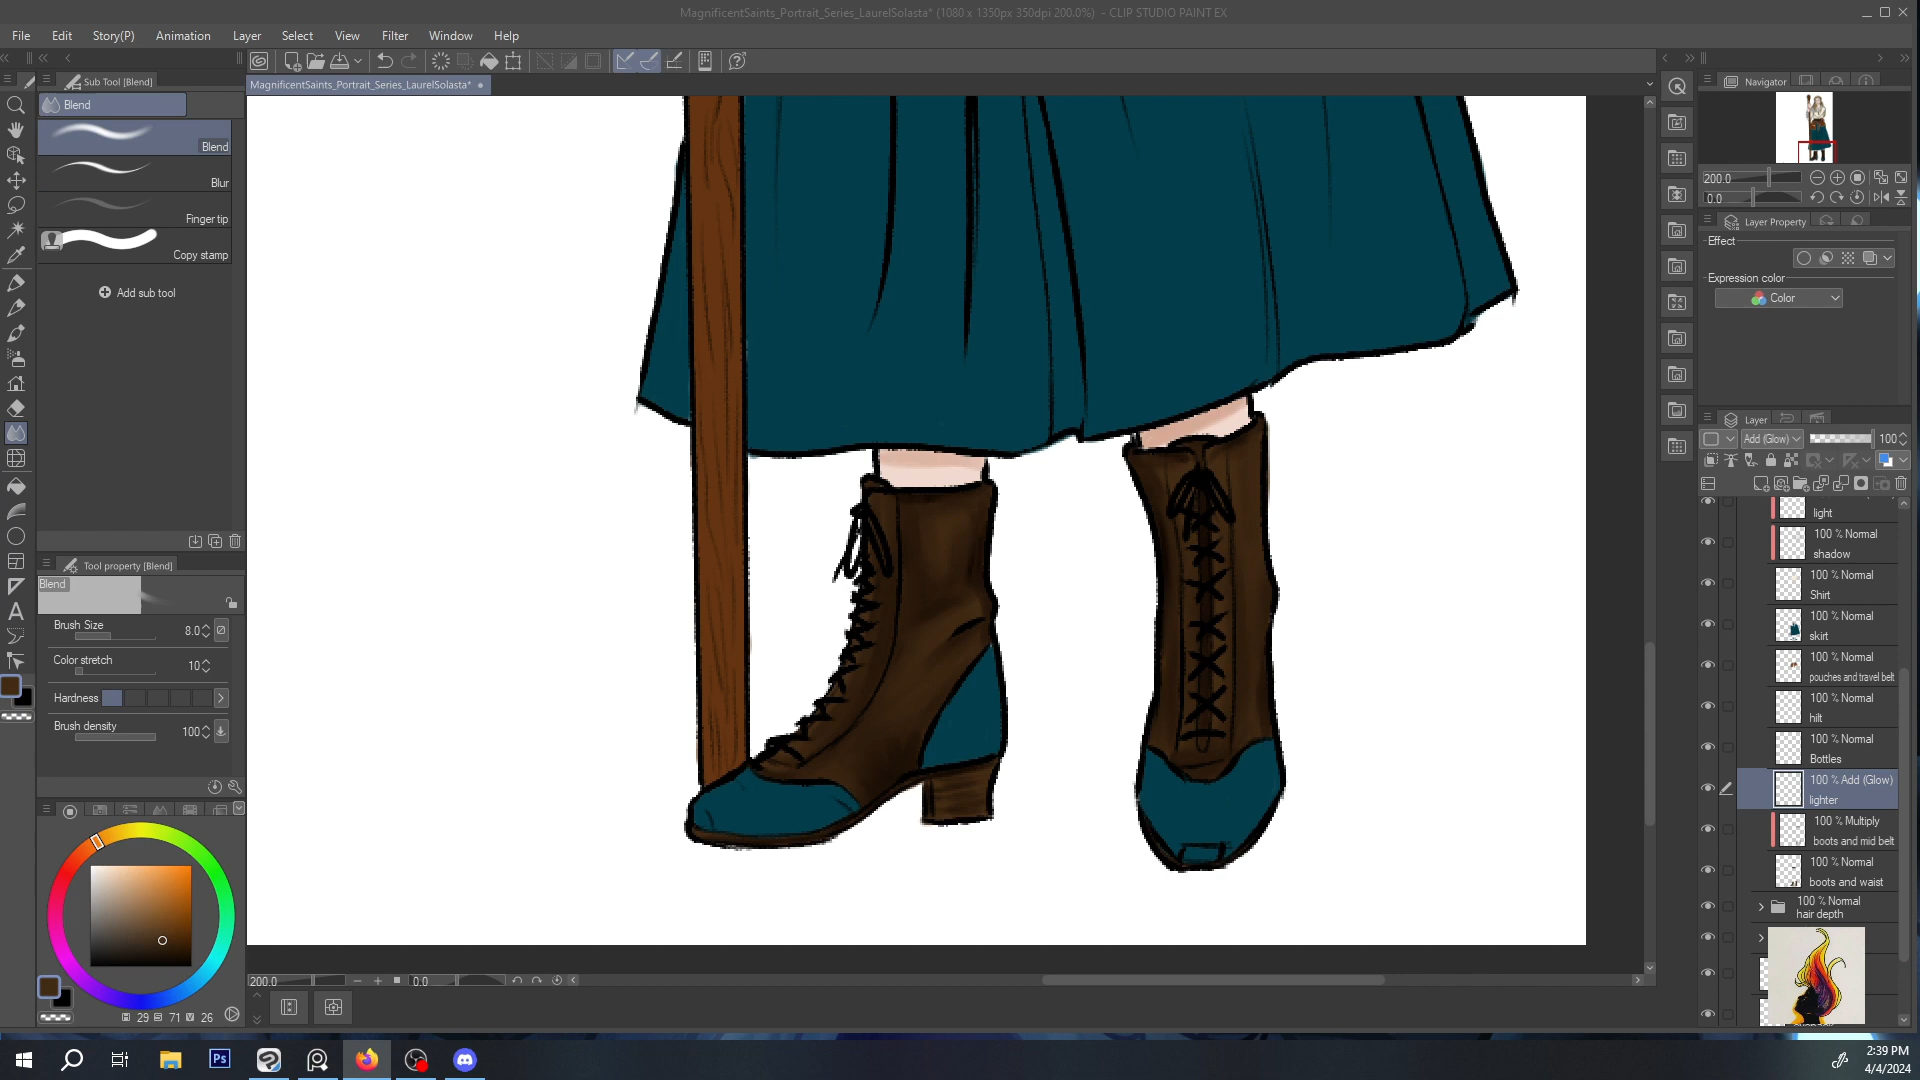 MagnificentSaints_Portrait_Series_LaurelSolasta* (1080 x 1350px 350dpi 200.0%) - CLIP STUDIO PAINT EX
File Edit Story(P) Animation Layer Select View Filter Window Help
Sub Tool [Blend]
MagnificentSaints_Portrait_Series_LaurelSolasta*
Navigator
Blend
Blend
Blur
Finger tip
Copy stamp
Add sub tool
200.0
0.0
Layer Property
Effect
Expression color
Color
Layer
Add (Glow) 100
light
100 % Normal
shadow
100 % Normal
Shirt
100 % Normal
skirt
100 % Normal
pouches and travel belt
100 % Normal
hilt
100 % Normal
Bottles
100 % Add (Glow)
lighter
100 % Multiply
boots and mid belt
100 % Normal
boots and waist
100 % Normal
hair depth
Tool property [Blend]
Blend
Brush Size 8.0
Color stretch 10
Hardness
Brush density 100
29 71 26
200.0 0.0
Ps
2:39 PM
4/4/2024